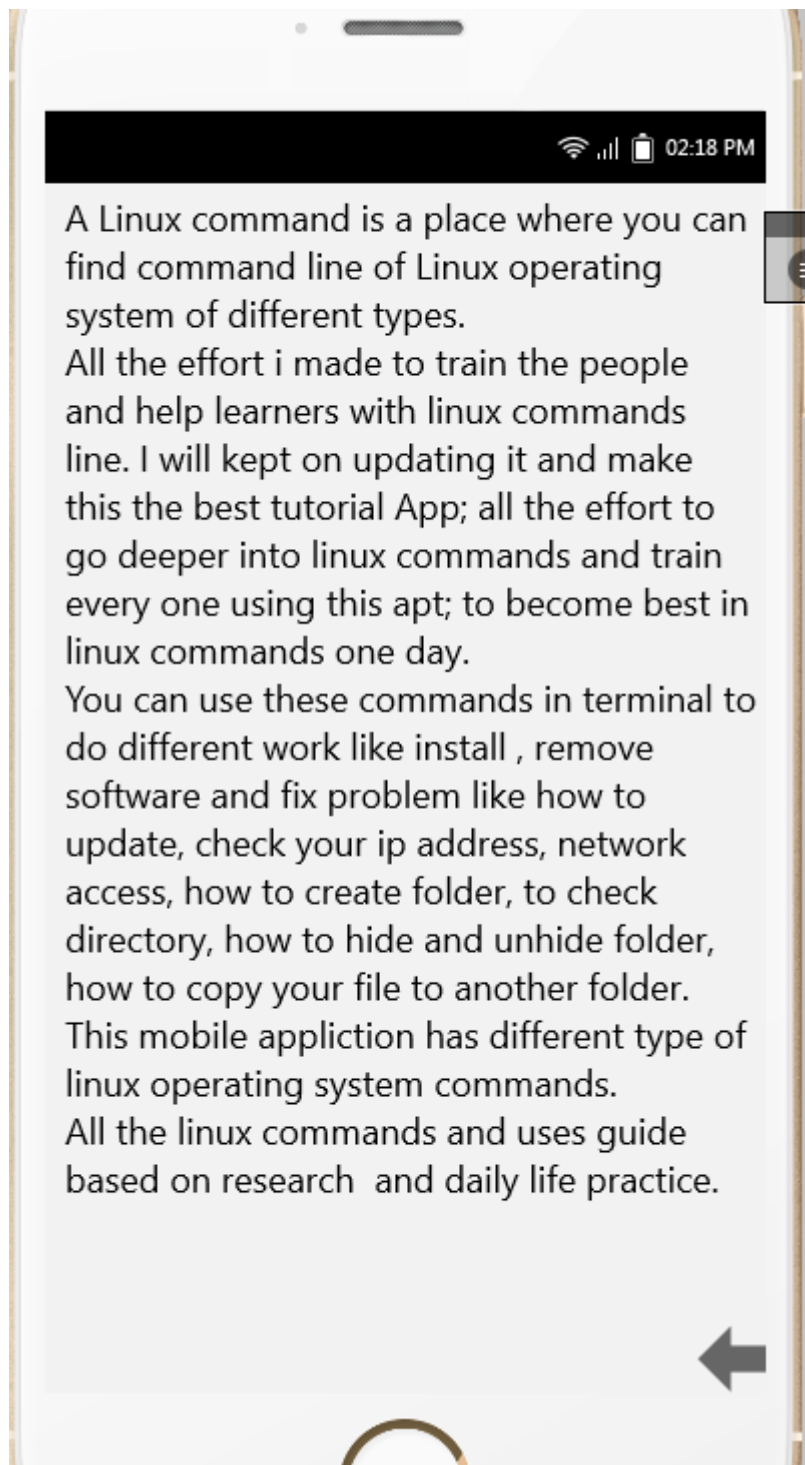 02:18 PM
A Linux command is a place where you can
find command line of Linux operating
system of different types.
All the effort i made to train the people
and help learners with linux commands
line. I will kept on updating it and make
this the best tutorial App; all the effort to
go deeper into linux commands and train
every one using this apt; to become best in
linux commands one day.
You can use these commands in terminal to
do different work like install , remove
software and fix problem like how to
update, check your ip address, network
access, how to create folder, to check
directory, how to hide and unhide folder,
how to copy your file to another folder.
This mobile appliction has different type of
linux operating system commands.
All the linux commands and uses guide
based on research  and daily life practice.